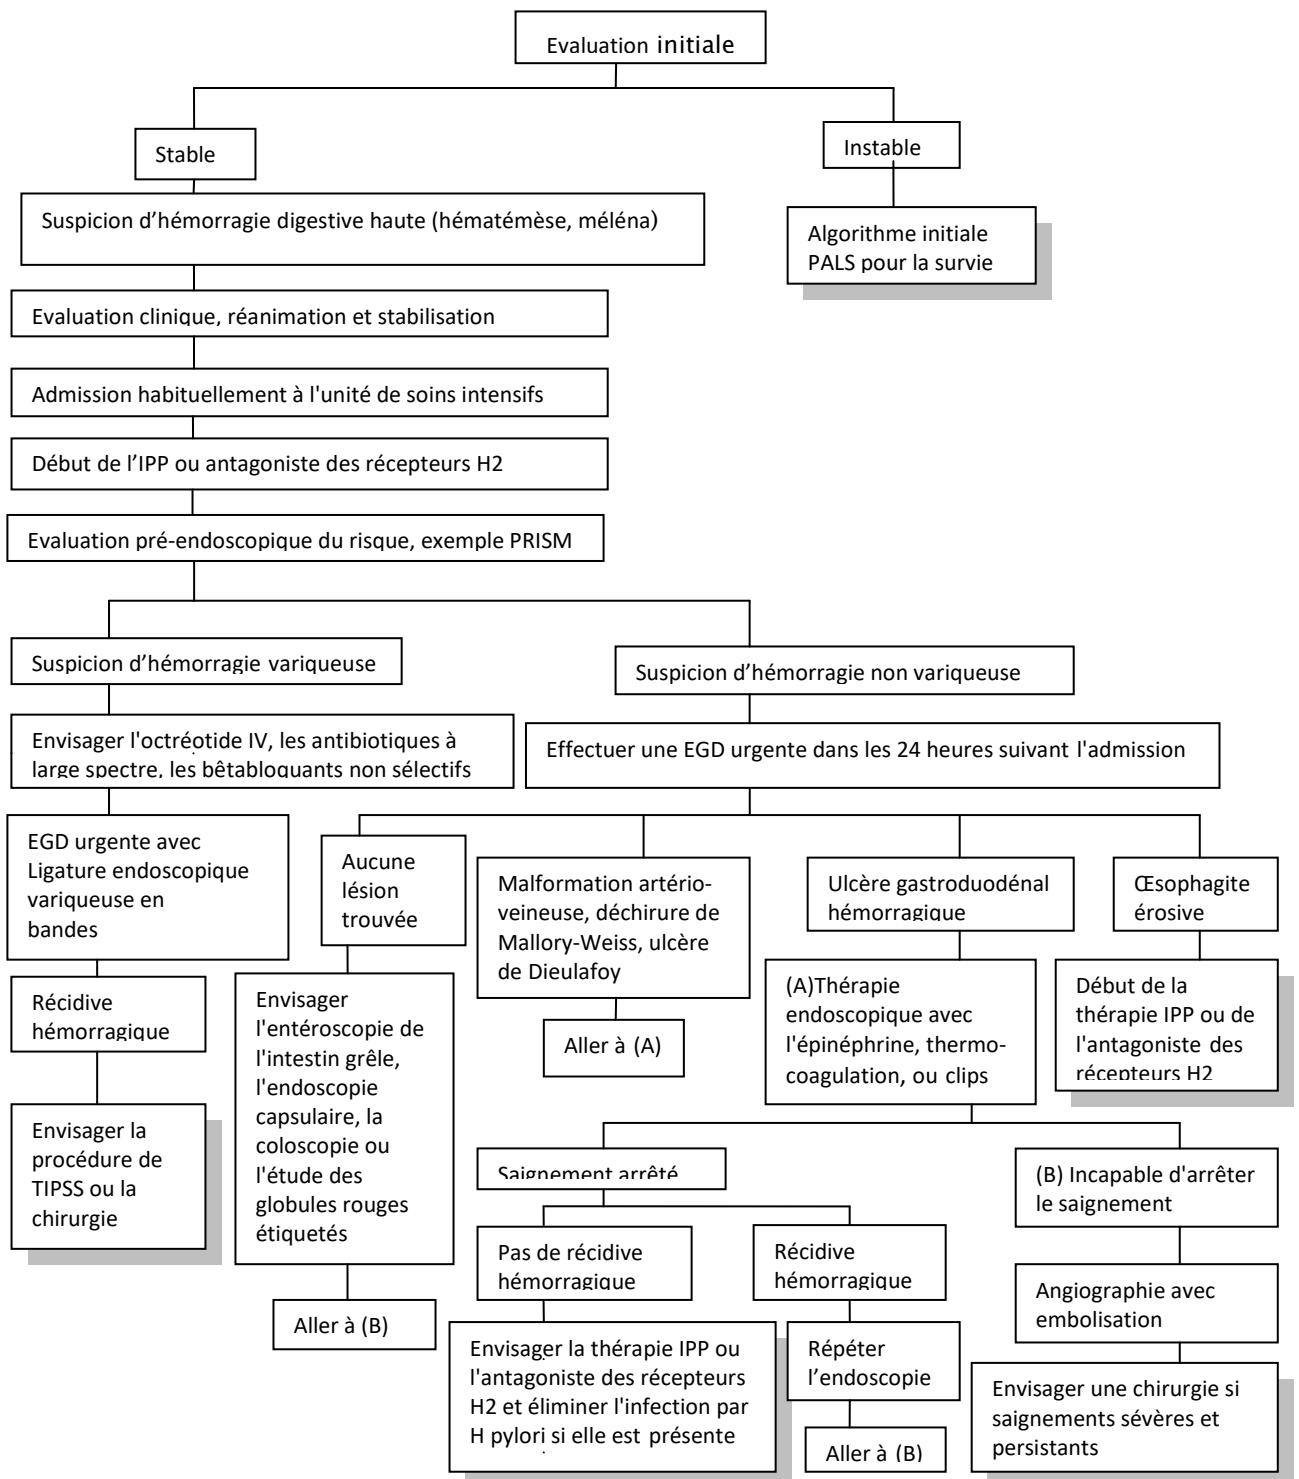 Evaluation initiale
Stable
Instable
Suspicion d’hémorragie digestive haute (hématémèse, méléna)
Algorithme initiale
PALS pour la survie
Evaluation clinique, réanimation et stabilisation
Admission habituellement à l'unité de soins intensifs
Début de l’IPP ou antagoniste des récepteurs H2
Evaluation pré-endoscopique du risque, exemple PRISM
Suspicion d’hémorragie variqueuse
Suspicion d’hémorragie non variqueuse
Envisager l'octréotide IV, les antibiotiques à
large spectre, les bêtabloquants non sélectifs
Effectuer une EGD urgente dans les 24 heures suivant l'admission
EGD urgente avec
Ligature endoscopique
variqueuse en
bandes
Aucune
lésion
trouvée
Malformation artério-
veineuse, déchirure de
Mallory-Weiss, ulcère
de Dieulafoy
Ulcère gastroduodénal
hémorragique
Œsophagite
érosive
Récidive
hémorragique
Envisager
l'entéroscopie de
l'intestin grêle,
l'endoscopie
capsulaire, la
coloscopie ou
l'étude des
globules rouges
étiquetés
Aller à (A)
(A)Thérapie
endoscopique avec
l'épinéphrine, thermo-
coagulation, ou clips
Début de la
thérapie IPP ou de
l'antagoniste des
récepteurs H2
Envisager la
procédure de
TIPSS ou la
chirurgie
Saignement arrêté
(B) Incapable d'arrêter
le saignement
Pas de récidive
hémorragique
Récidive
hémorragique
Angiographie avec
embolisation
Aller à (B)
Envisager la thérapie IPP ou
l'antagoniste des récepteurs
H2 et éliminer l'infection par
H pylori si elle est présente
Répéter
l’endoscopie
Envisager une chirurgie si
saignements sévères et
persistants
Aller à (B)